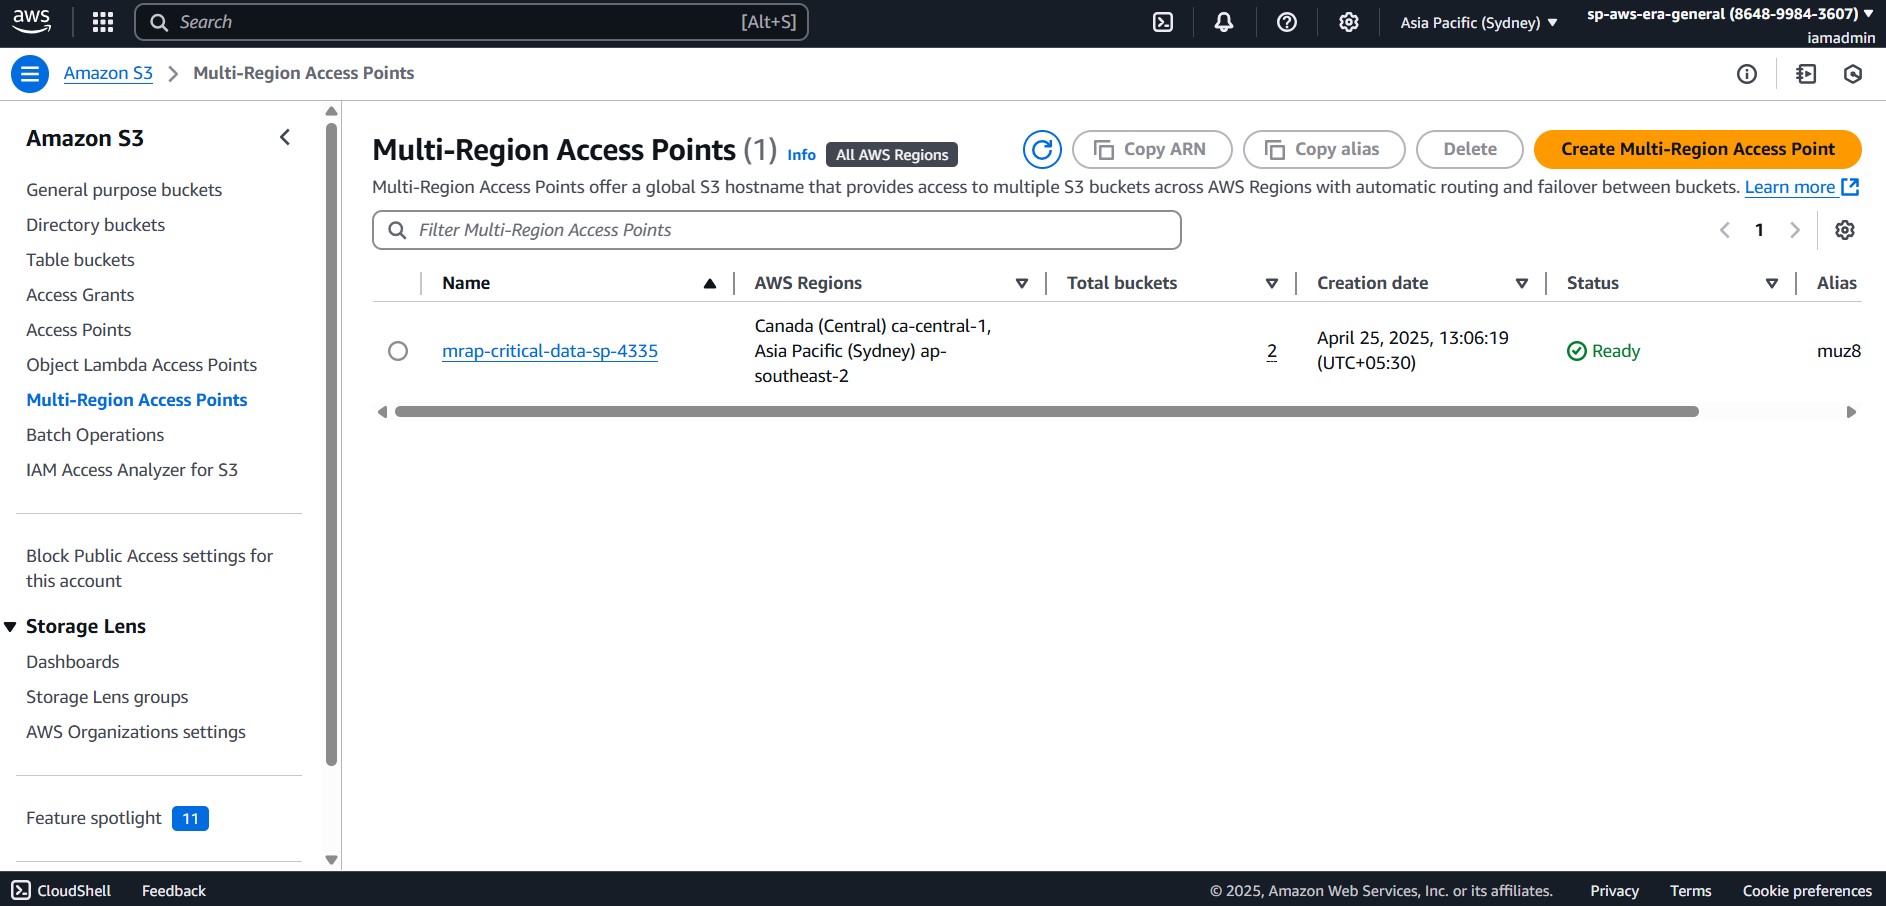 aws
Search
[Alt+S]
Asia Pacific (Sydney)
sp-aws-era-general (8648-9984-3607)
iamadmin
Amazon S3
Multi-Region Access Points
Amazon S3
General purpose buckets
Directory buckets
Table buckets
Access Grants
Access Points
Object Lambda Access Points
Multi-Region Access Points
Batch Operations
IAM Access Analyzer for S3
Block Public Access settings for
this account
Storage Lens
Dashboards
Storage Lens groups
AWS Organizations settings
Feature spotlight 11
Multi-Region Access Points (1) Info All AWS Regions
Copy ARN
Copy alias
Delete
Create Multi-Region Access Point
Multi-Region Access Points offer a global S3 hostname that provides access to multiple S3 buckets across AWS Regions with automatic routing and failover between buckets. Learn more
Filter Multi-Region Access Points
1
Name AWS Regions Total buckets Creation date Status Alias
mrap-critical-data-sp-4335
Canada (Central) ca-central-1,
Asia Pacific (Sydney) ap-
southeast-2
2
April 25, 2025, 13:06:19
(UTC+05:30)
Ready
muz8
CloudShell
Feedback
© 2025, Amazon Web Services, Inc. or its affiliates.
Privacy
Terms
Cookie preferences